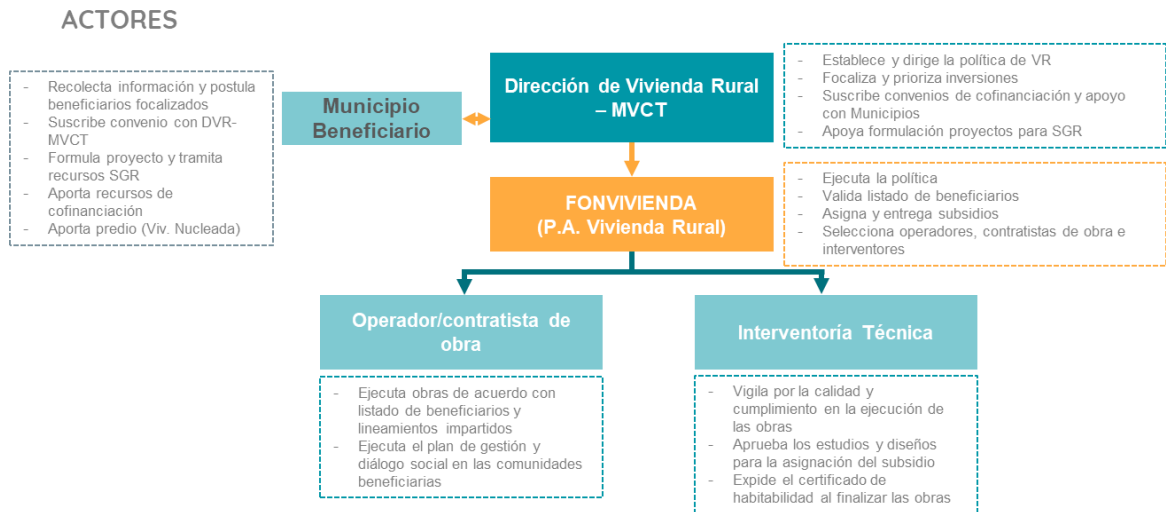 ACTORES
- Recolecta información y postula
beneficiarios focalizados
- Suscribe convenio con DVR-
MVCT
- Formula proyecto y tramita
recursos SGR
- Aporta recursos de
cofinanciación
- Aporta predio (Viv. Nucleada)
Municipio
Beneficiario
Dirección de Vivienda Rural
– MVCT
- Establece y dirige la política de VR
- Focaliza y prioriza inversiones
- Suscribe convenios de cofinanciación y apoyo
con Municipios
- Apoya formulación proyectos para SGR
FONVIVIENDA
(P.A. Vivienda Rural)
- Ejecuta la política
- Valida listado de beneficiarios
- Asigna y entrega subsidios
- Selecciona operadores, contratistas de obra e
interventores
Operador/contratista de
obra
- Ejecuta obras de acuerdo con
listado de beneficiarios y
lineamientos impartidos
- Ejecuta el plan de gestión y
diálogo social en las comunidades
beneficiarias
Interventoría Técnica
- Vigila por la calidad y
cumplimiento en la ejecución de
las obras
- Aprueba los estudios y diseños
para la asignación del subsidio
- Expide el certificado de
habitabilidad al finalizar las obras